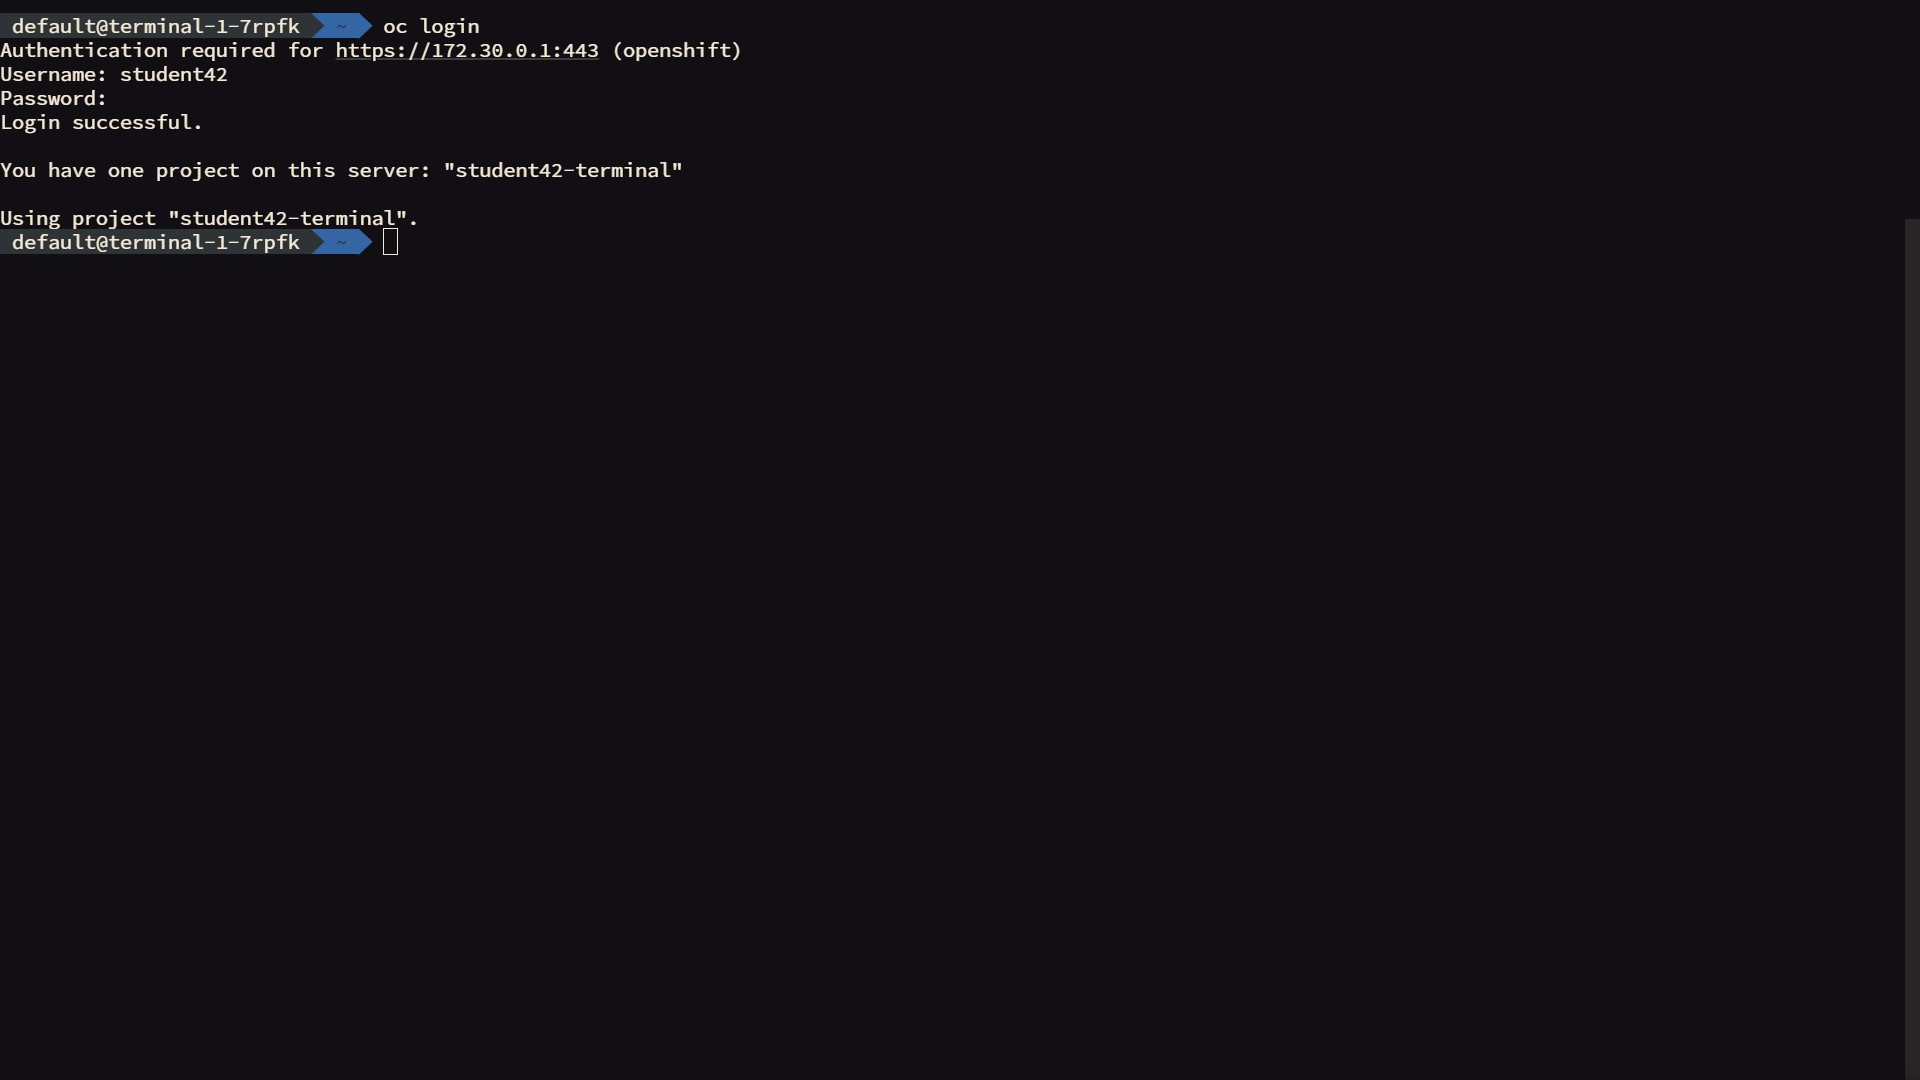 default@terminal-1-7rpfk ~ oc login
Authentication required for https://172.30.0.1:443 (openshift)
Username: student42
Password:
Login successful.
You have one project on this server: "student42-terminal"
Using project "student42-terminal".
default@terminal-1-7rpfk ~